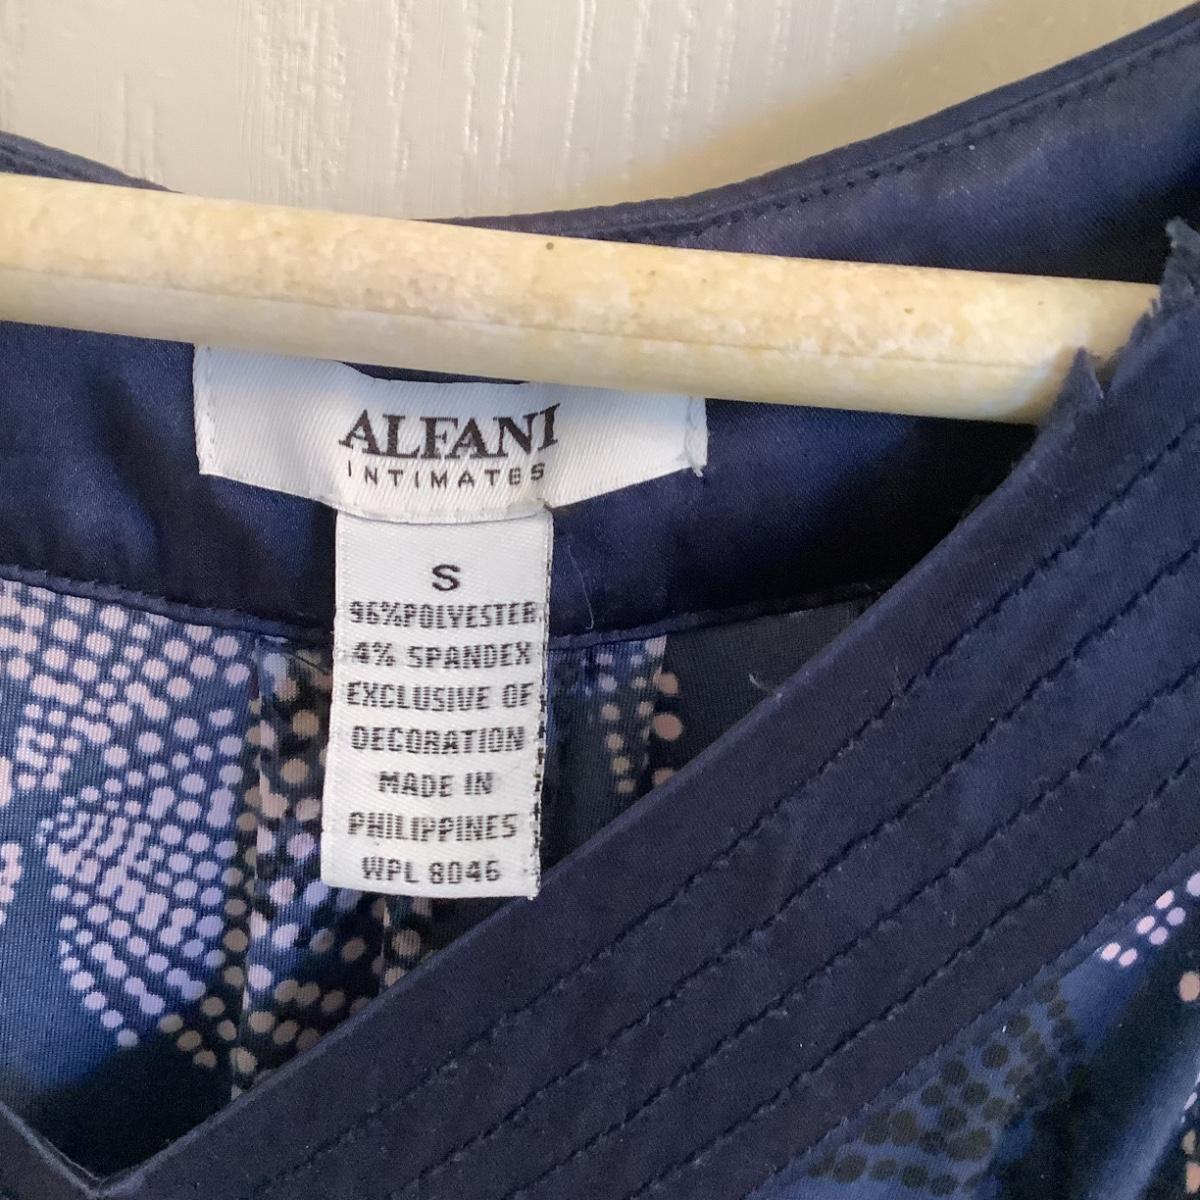 ALFANI
INTIMATES
S
96%POLYESTER
4% SPANDEX
EXCLUSIVE OF
DECORATION
MADE IN
PHILIPPINES
WPL 8046